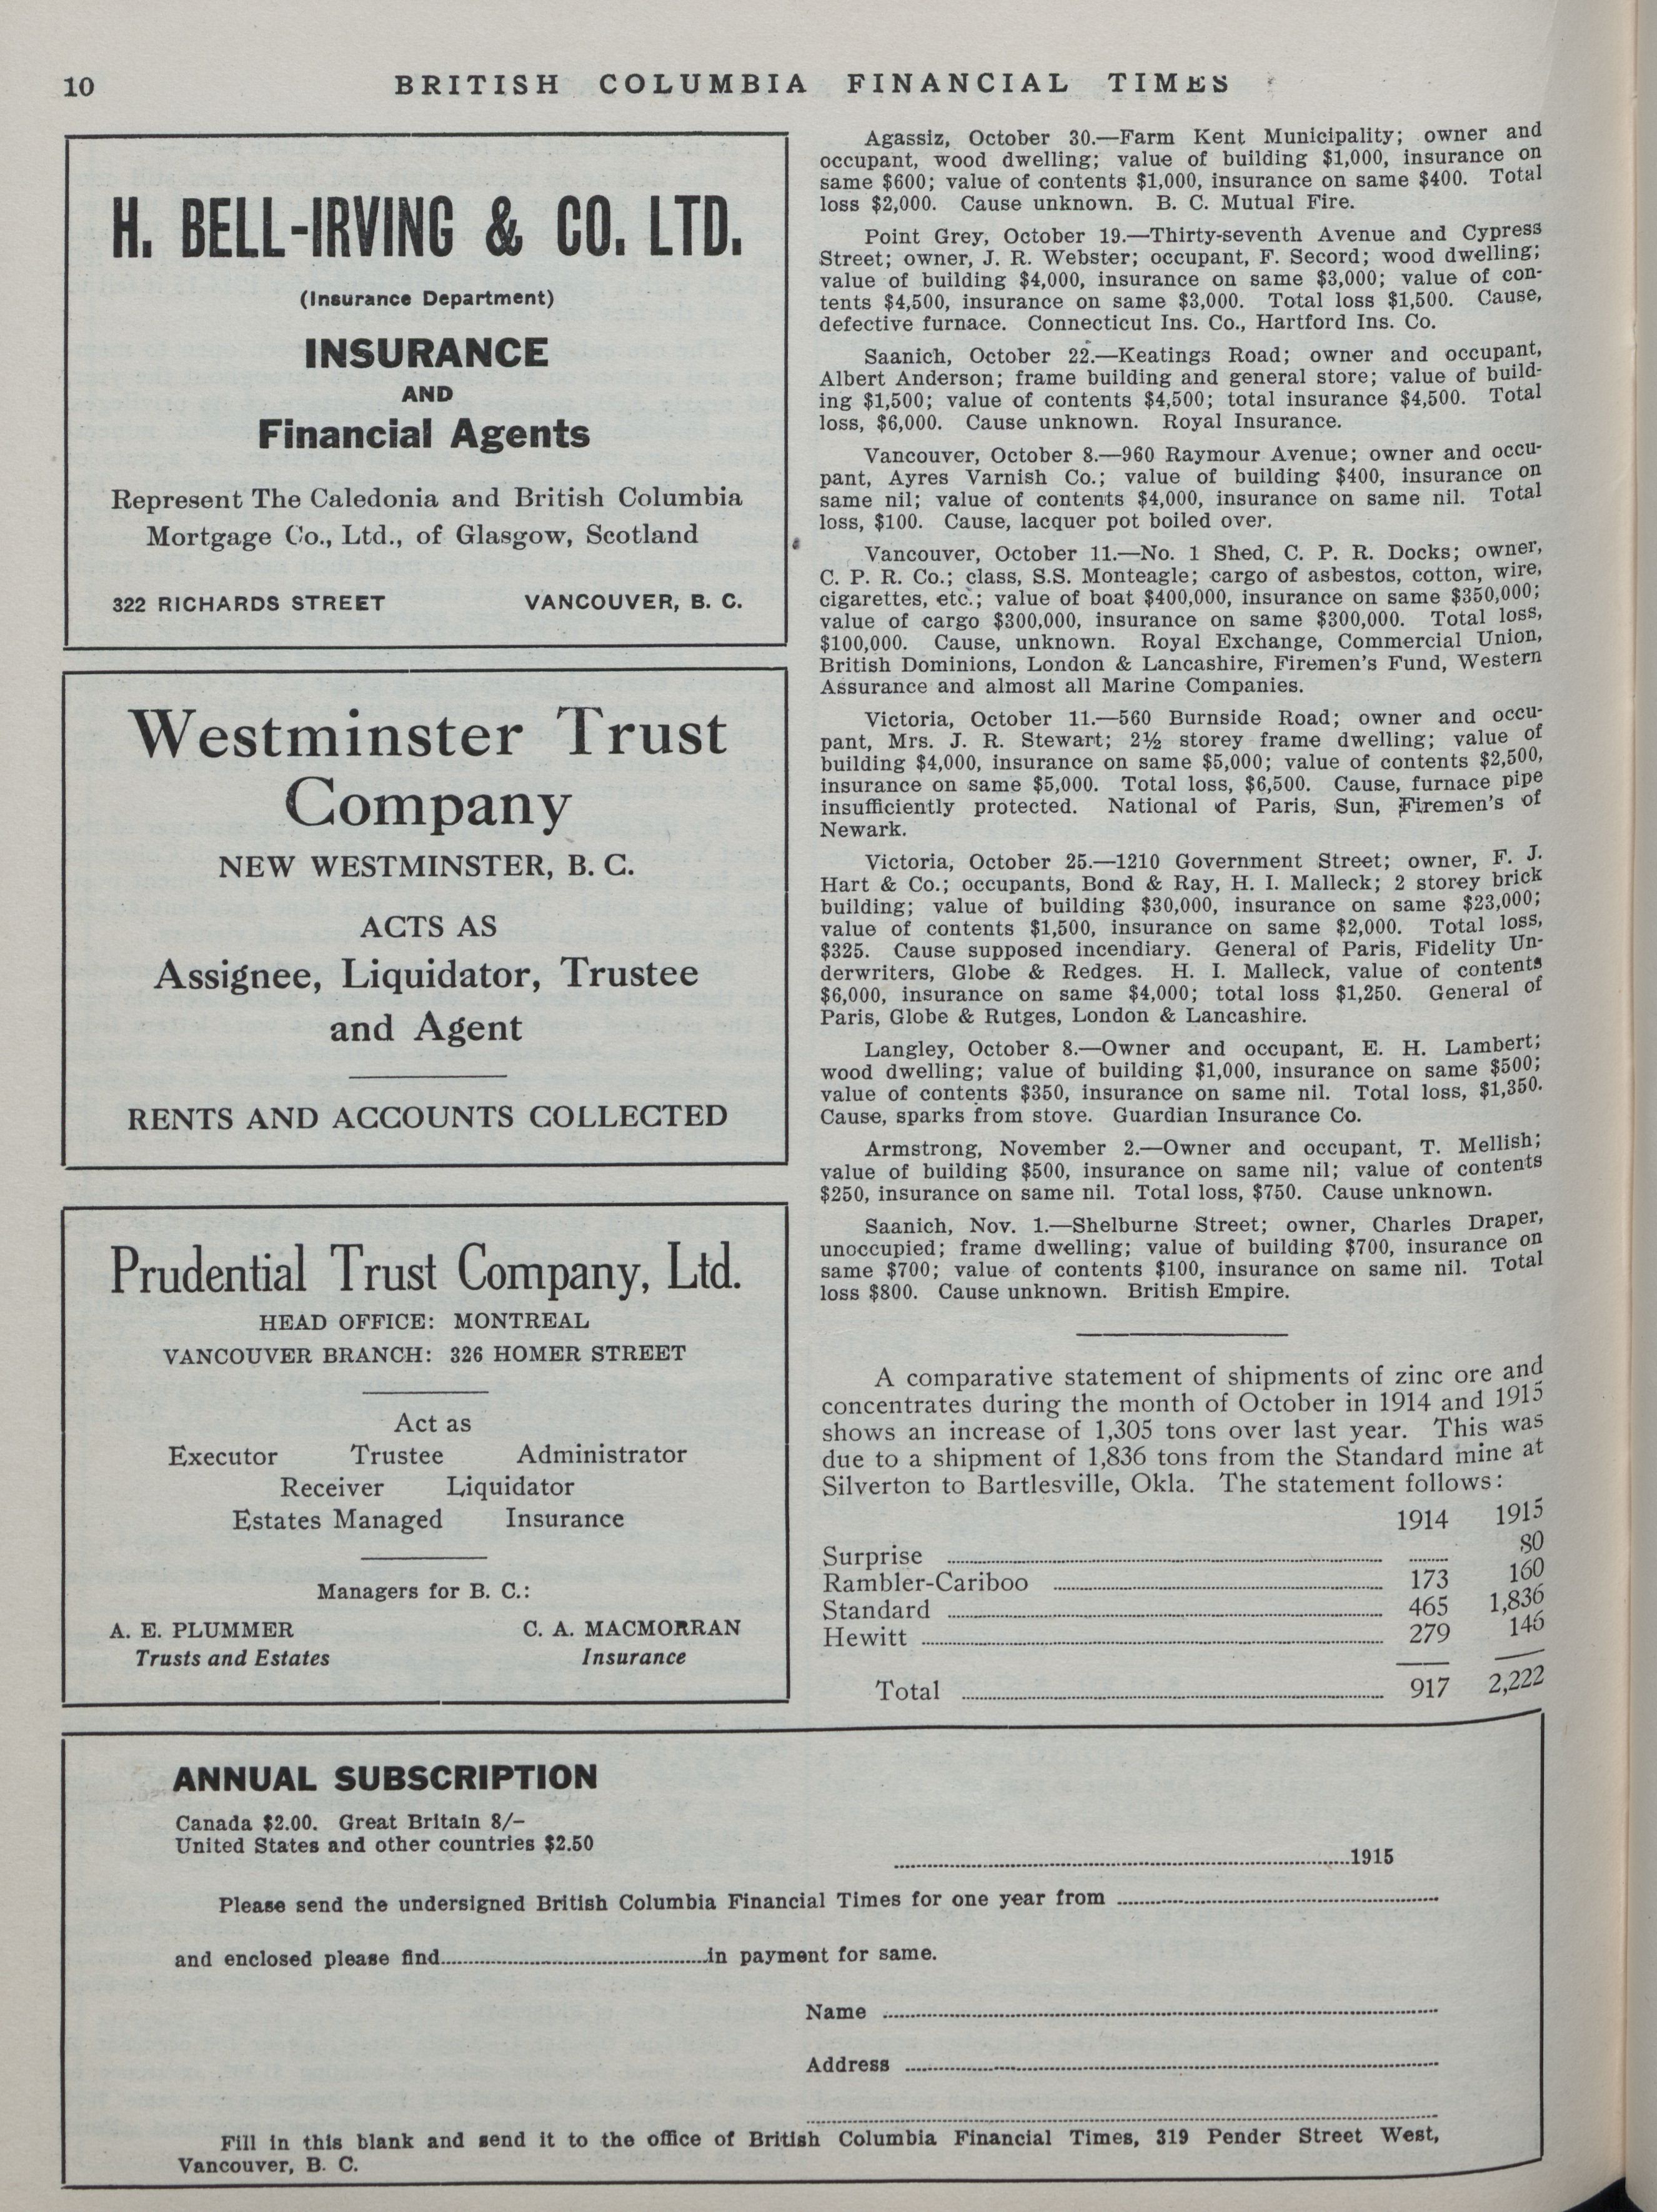 10
BRITISH COLUMBIA FINANCIAL TIMES
H. BELL-IRVING & CO. LTD.
(Insurance Department)
INSURANCE
AND
Financial Agents
Represent The Caledonia and British Columbia
Mortgage Co., Ltd., of Glasgow, Scotland
322 RICHARDS STREET VANCOUVER, B. C.
Westminster Trust
Company
NEW WESTMINSTER, B. C.
ACTS AS
Assignee, Liquidator, Trustee
and Agent
RENTS AND ACCOUNTS COLLECTED
Prudential Trust Company, Ltd.
HEAD OFFICE: MONTREAL
VANCOUVER BRANCH: 326 HOMER STREET
Act as
Executor Trustee Administrator
Receiver Liquidator
Estates Managed Insurance
Managers for B. C.:
A. E. PLUMMER C. A. MACMORRAN
Trusts and Estates Insurance
Agassiz, October 30.—Farm Kent Municipality; owner and
occupant, wood dwelling; value of building $1,000, insurance on
same $600; value of contents $1,000, insurance on same $400. Total
loss $2,000. Cause unknown. B. C. Mutual Fire.
Point Grey, October 19.—Thirty-seventh Avenue and Cypress
Street; owner, J. R. Webster; occupant, F. Secord; wood dwelling;
value of building $4,000, insurance on same $3,000; value of con-
tents $4,500, insurance on same $3,000. Total loss $1,500. Cause,
defective furnace. Connecticut Ins. Co., Hartford Ins. Co.
Saanich, October 22.—Keatings Road; owner and occupant,
Albert Anderson; frame building and general store; value of build-
ing $1,500; value of contents $4,500; total insurance $4,500. Total
loss, $6,000. Cause unknown. Royal Insurance.
Vancouver, October 8.—960 Raymour Avenue; owner and occu-
pant, Ayres Varnish Co.; value of building $400, insurance on
same nil; value of contents $4,000, insurance on same nil. Total
loss, $100. Cause, lacquer pot boiled over.
Vancouver, October 11.—No. 1 Shed, C. P. R. Docks; owner,
C. P. R. Co.; class, S.S. Monteagle; cargo of asbestos, cotton, wire,
cigarettes, etc.; value of boat $400,000, insurance on same $350,000;
value of cargo $300,000, insurance on same $300,000. Total loss,
$100,000. Cause, unknown. Royal Exchange, Commercial Union,
British Dominions, London & Lancashire, Firemen's Fund, Western
Assurance and almost all Marine Companies.
Victoria, October 11.—560 Burnside Road; owner and occu-
pant, Mrs. J. R. Stewart; 2½ storey frame dwelling; value of
building $4,000, insurance on same $5,000; value of contents $2,500,
insurance on same $5,000. Total loss, $6,500. Cause, furnace pipe
insufficiently protected. National of Paris, Sun, Firemen's of
Newark.
Victoria, October 25.—1210 Government Street; owner, F. J.
Hart & Co.; occupants, Bond & Ray, H. I. Malleck; 2 storey brick
building; value of building $30,000, insurance on same $23,000;
value of contents $1,500, insurance on same $2,000. Total loss,
$325. Cause supposed incendiary. General of Paris, Fidelity Un-
derwriters, Globe & Redges. H. I. Malleck, value of contents
$6,000, insurance on same $4,000; total loss $1,250. General of
Paris, Globe & Rutges, London & Lancashire.
Langley, October 8.—Owner and occupant, E. H. Lambert;
wood dwelling; value of building $1,000, insurance on same $500;
value of contents $350, insurance on same nil. Total loss, $1,350.
Cause, sparks from stove. Guardian Insurance Co.
Armstrong, November 2.—Owner and occupant, T. Mellish;
value of building $500, insurance on same nil; value of contents
$250, insurance on same nil. Total loss, $750. Cause unknown.
Saanich, Nov. 1.—Shelburne Street; owner, Charles Draper,
unoccupied; frame dwelling; value of building $700, insurance on
same $700; value of contents $100, insurance on same nil. Total
loss $800. Cause unknown. British Empire.
A comparative statement of shipments of zinc ore and
concentrates during the month of October in 1914 and 1915
shows an increase of 1,305 tons over last year. This was
due to a shipment of 1,836 tons from the Standard mine at
Silverton to Bartlesville, Okla. The statement follows:
1914 1915
Surprise ........ 80
Rambler-Cariboo ........ 173 160
Standard ........ 465 1,836
Hewitt ........ 279 146
Total ........ 917 2,222
ANNUAL SUBSCRIPTION
Canada $2.00. Great Britain 8/-
United States and other countries $2.50
........1915
Please send the undersigned British Columbia Financial Times for one year from ........
and enclosed please find........in payment for same.
Name ........
Address ........
Fill in this blank and send it to the office of British Columbia Financial Times, 319 Pender Street West,
Vancouver, B. C.